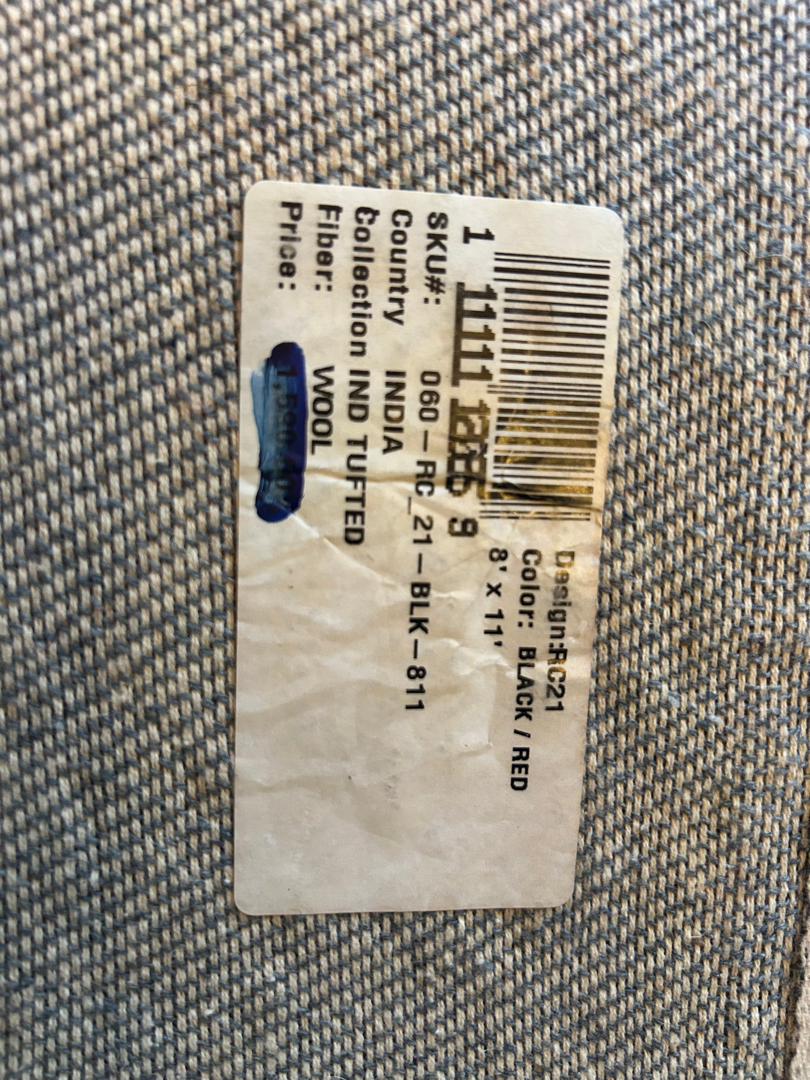 Design:RC21
Color: BLACK / RED
8' x 11'
1 11111 9
SKU#: 060-RC_21-BLK-811
Country INDIA
Collection IND TUFTED
Fiber: WOOL
Price: